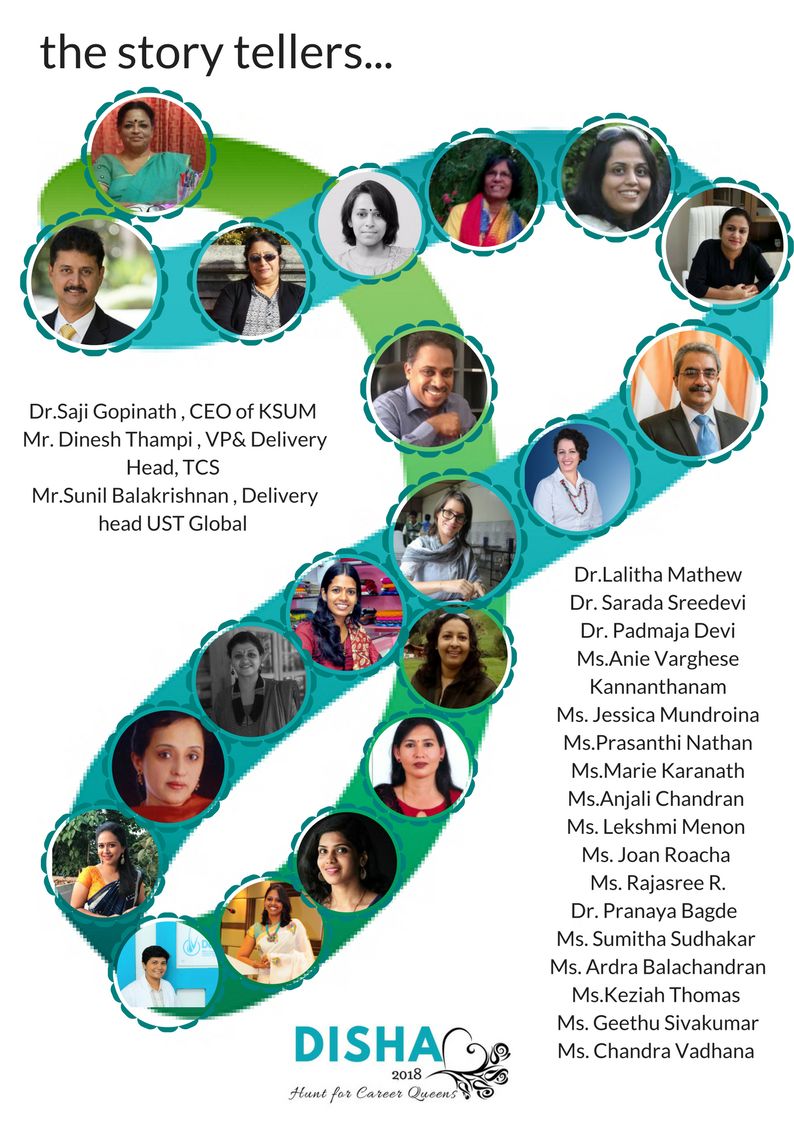 the story tellers...
Dr.Saji Gopinath , CEO of KSUM
Mr. Dinesh Thampi , VP& Delivery
Head, TCS
Mr.Sunil Balakrishnan , Delivery
head UST Global
Dr.Lalitha Mathew
Dr. Sarada Sreedevi
Dr. Padmaja Devi
Ms.Anie Varghese
Kannanthanam
Ms. Jessica Mundroina
Ms.Prasanthi Nathan
Ms.Marie Karanath
Ms.Anjali Chandran
Ms. Lekshmi Menon
Ms. Joan Roacha
Ms. Rajasree R.
Dr. Pranaya Bagde
Ms. Sumitha Sudhakar
Ms. Ardra Balachandran
Ms.Keziah Thomas
Ms. Geethu Sivakumar
Ms. Chandra Vadhana
DISHA
2018
Hunt for Career Queens